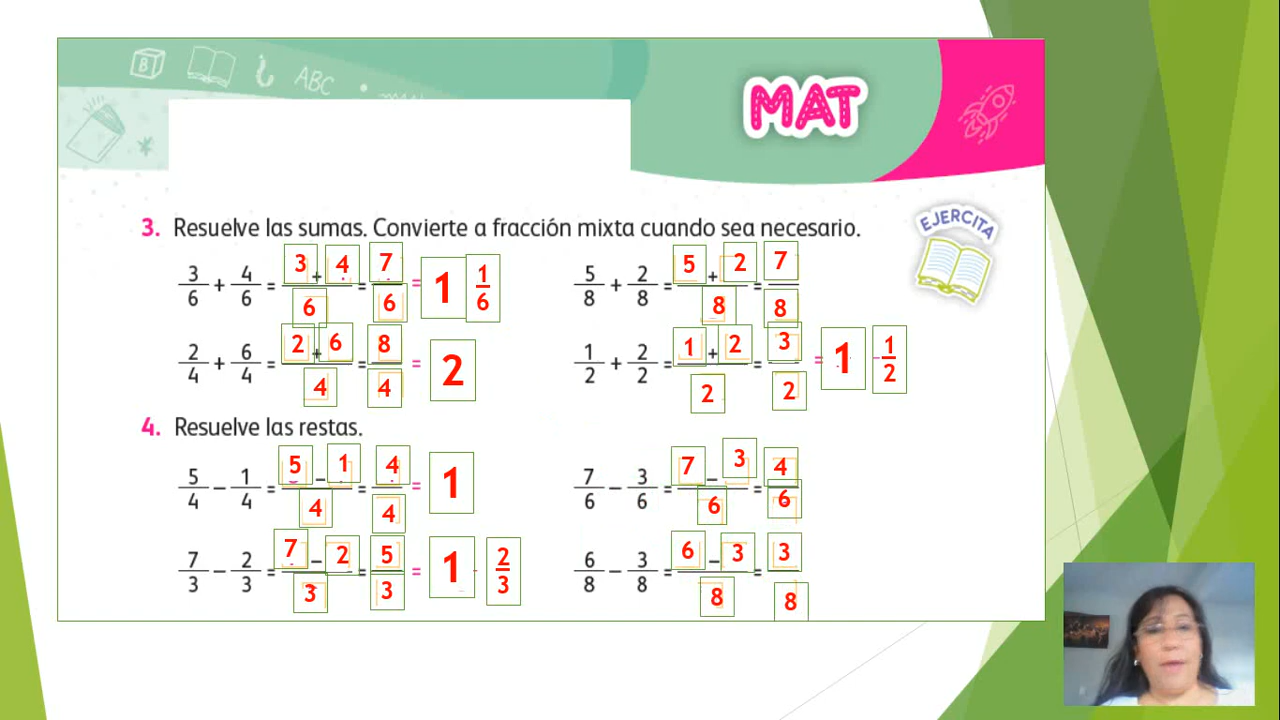 B ABC
MAT
EJERCITA
3. Resuelve las sumas. Convierte a fracción mixta cuando sea necesario.
3/6 + 4/6 = 3 + 4 / 6 = 7/6 = 1 1/6
5/8 + 2/8 = 5 + 2 / 8 = 7/8
2/4 + 6/4 = 2 + 6 / 4 = 8/4 = 2
1/2 + 2/2 = 1 + 2 / 2 = 3/2 = 1 1/2
4. Resuelve las restas.
5/4 − 1/4 = 5 − 1 / 4 = 4/4 = 1
7/6 − 3/6 = 7 − 3 / 6 = 4/6
7/3 − 2/3 = 7 − 2 / 3 = 5/3 = 1 2/3
6/8 − 3/8 = 6 − 3 / 8 = 3/8